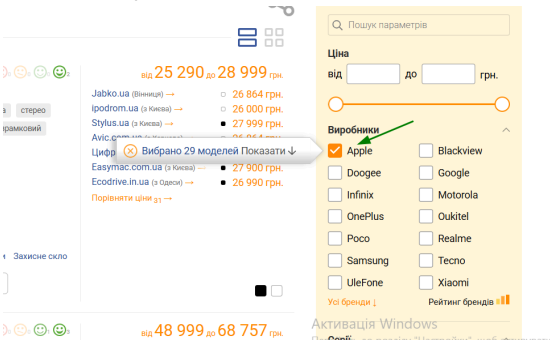 від 25 290 до 28 999 грн.
Jabko.ua (Вінниця) → 26 864 грн.
ipodrom.ua (з Києва) → 26 000 грн.
стерео
Stylus.ua (з Києва) → 27 999 грн.
Avic.com.ua 26 864 грн.
Вибрано 29 моделей Показати ↓
Easymac.com.ua (з Києва) → 27 900 грн.
Ecodrive.in.ua (з Одеси) → 26 990 грн.
Порівняти ціни 31 →
Захисне скло
від 48 999 до 68 757 грн.
Пошук параметрів
Ціна
від до грн.
Виробники
Apple Blackview
Doogee Google
Infinix Motorola
OnePlus Oukitel
Poco Realme
Samsung Tecno
UleFone Xiaomi
Усі бренди ↓ Рейтинг брендів
Активація Windows